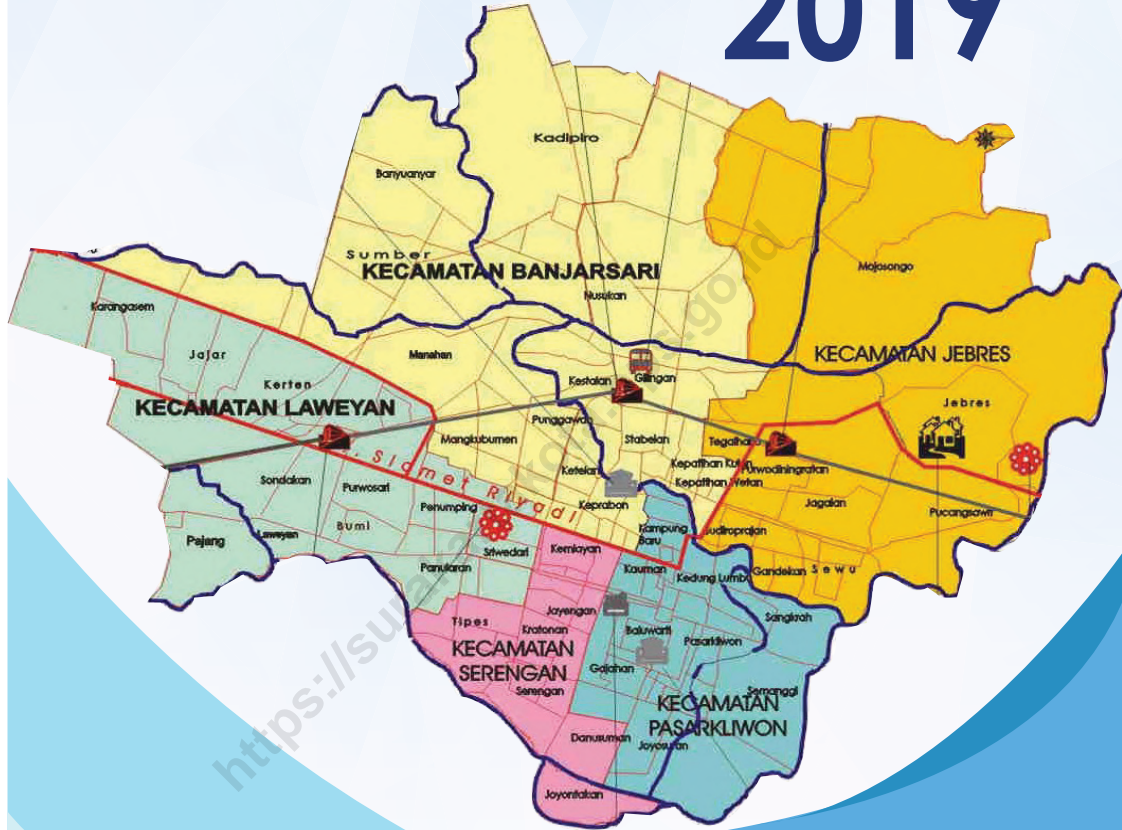 2019
Kadipiro
Banyuanyar
Sumber
KECAMATAN BANJARSARI
Mojosongo
Nusukan
Karangasem
Jajar
Manahan
KECAMATAN JEBRES
Kerten
Kestalan
Gilingan
Jebres
KECAMATAN LAWEYAN
Punggawan
Mangkubumen
Stabelan
Tegalharjo
Ketelan
Kepatihan Kulon
Purwodiningratan
Kepatihan Wetan
Sondakan
Purwosari
Slamet Riyadi
Keprabon
Jagalan
Penumping
Pucangsawit
Bumi
Laweyan
Pajang
Kampung
Baru
Sudiroprajan
Sriwedari
Kemlayan
Panularan
Kauman
Kedung Lumbu
Gandekan
Sewu
Jayengan
Sangkrah
Tipes
Kratonan
Baluwarti
Pasarkliwon
KECAMATAN
SERENGAN
Gajahan
Serengan
Semanggi
KECAMATAN
PASARKLIWON
Danusuman
Joyosuran
Joyontakan